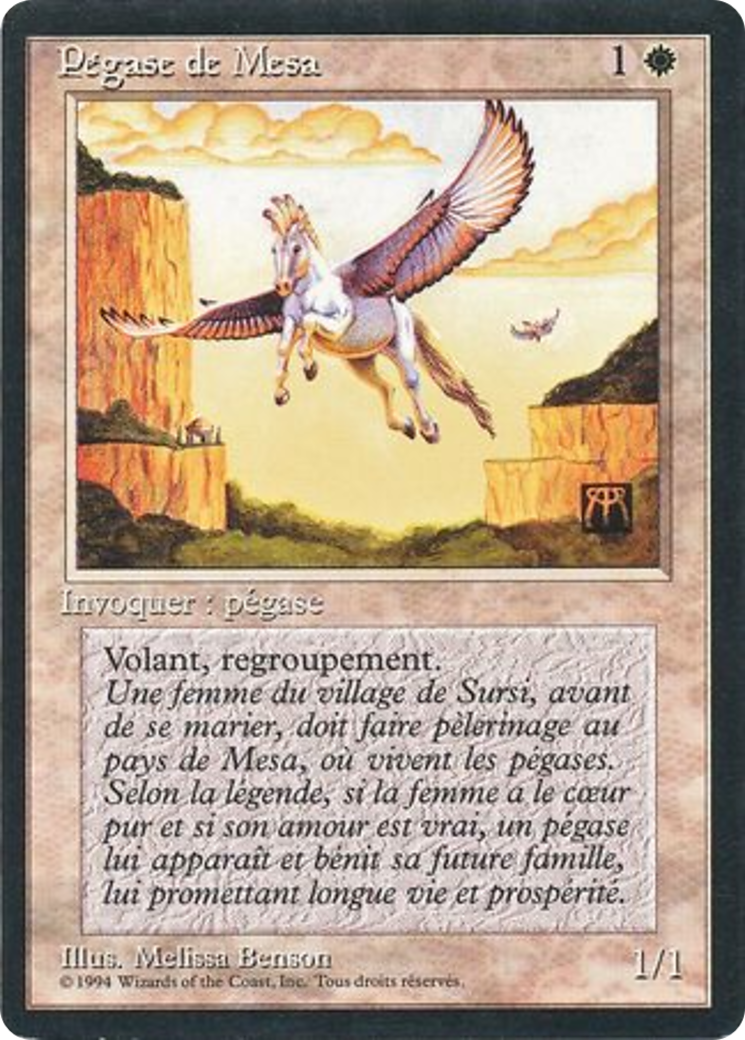 Pégase de Mesa 1
Invoquer : pégase
Volant, regroupement.
Une femme du village de Sursi, avant
de se marier, doit faire pèlerinage au
pays de Mesa, où vivent les pégases.
Selon la légende, si la femme a le cœur
pur et si son amour est vrai, un pégase
lui apparaît et bénit sa future famille,
lui promettant longue vie et prospérité.
Illus. Melissa Benson
1/1
© 1994 Wizards of the Coast, Inc. Tous droits réservés.